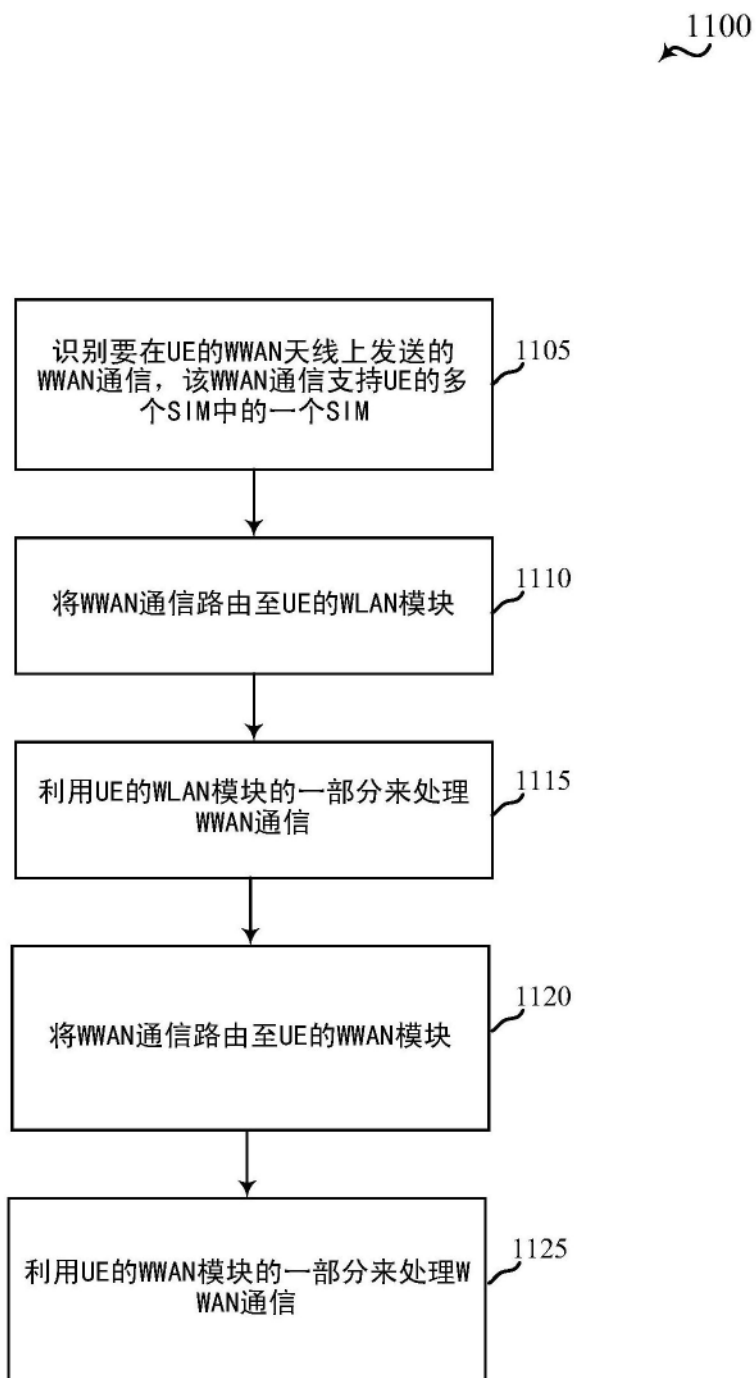 1100
识别要在UE的WWAN天线上发送的
WWAN通信，该WWAN通信支持UE的多
个SIM中的一个SIM
1105
将WWAN通信路由至UE的WLAN模块
1110
利用UE的WLAN模块的一部分来处理
WWAN通信
1115
将WWAN通信路由至UE的WWAN模块
1120
利用UE的WWAN模块的一部分来处理W
WAN通信
1125